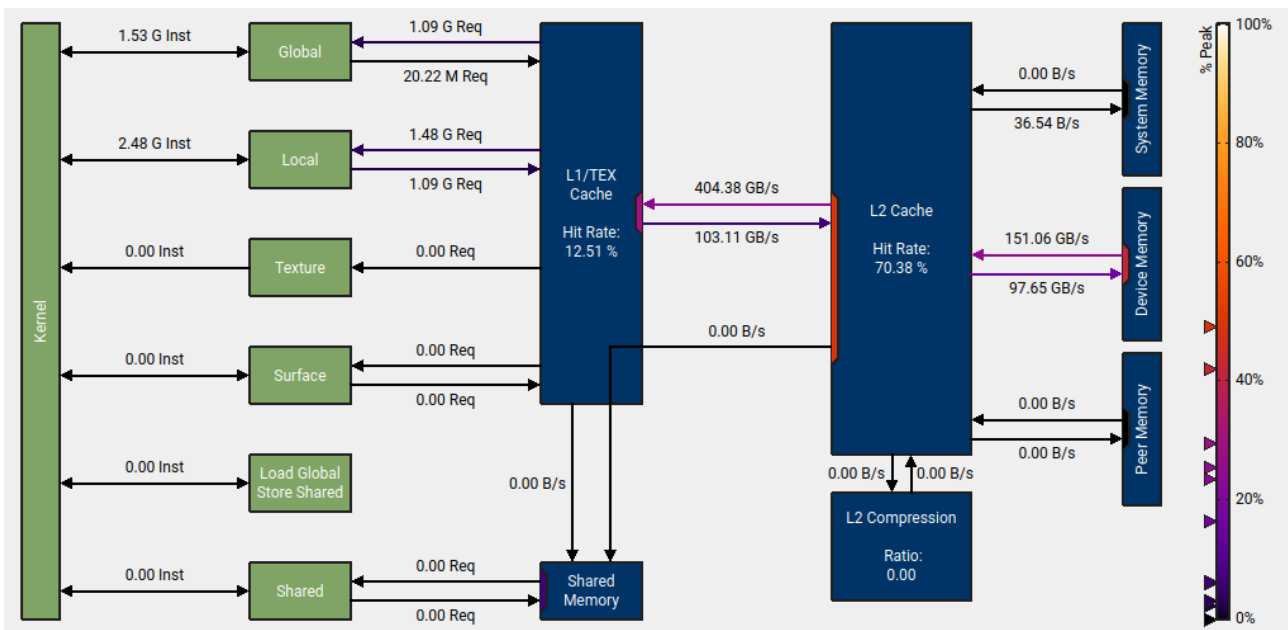 Kernel
1.53 G Inst
Global
1.09 G Req
20.22 M Req
2.48 G Inst
Local
1.48 G Req
1.09 G Req
0.00 Inst
Texture
0.00 Req
0.00 Inst
Surface
0.00 Req
0.00 Req
0.00 Inst
Load Global
Store Shared
0.00 Inst
Shared
0.00 Req
0.00 Req
L1/TEX
Cache
Hit Rate:
12.51 %
0.00 B/s
Shared
Memory
404.38 GB/s
103.11 GB/s
0.00 B/s
L2 Cache
Hit Rate:
70.38 %
0.00 B/s
0.00 B/s
L2 Compression
Ratio:
0.00
0.00 B/s
36.54 B/s
System Memory
151.06 GB/s
97.65 GB/s
Device Memory
0.00 B/s
0.00 B/s
Peer Memory
% Peak
100%
80%
60%
40%
20%
0%